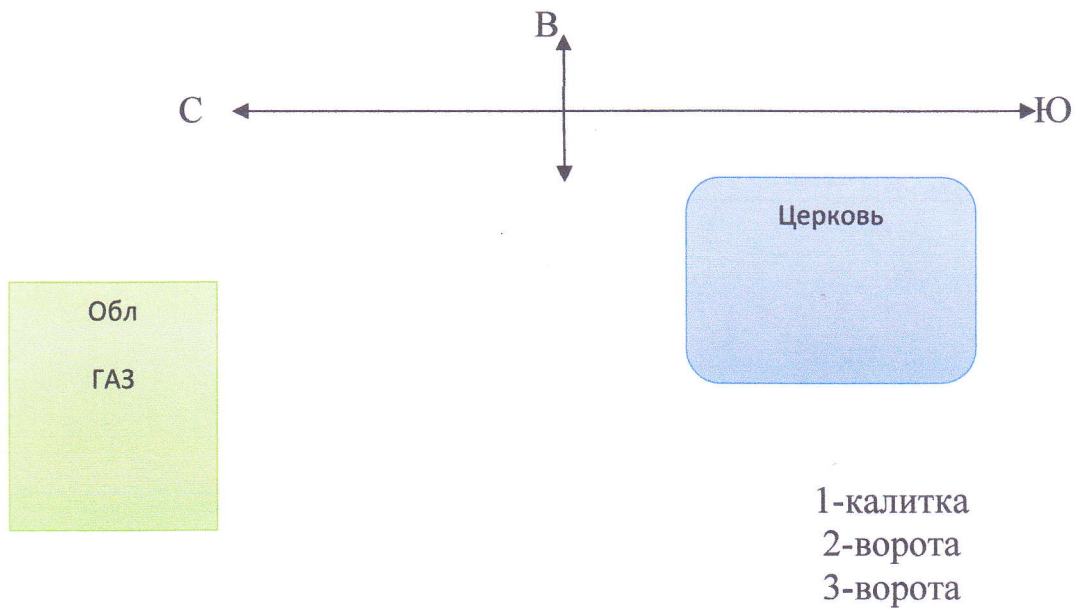 В
С
Ю
Церковь
Обл
ГАЗ
1-калитка
2-ворота
3-ворота